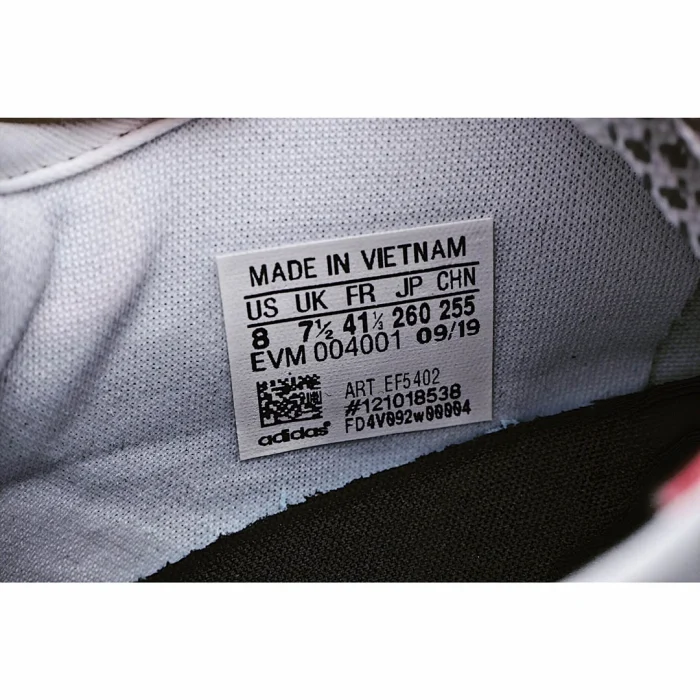 MADE IN VIETNAM
US UK FR JP CHN
8 7½ 41⅓ 260 255
EVM 004001 09/19
ART EF5402
#121018538
FD4V092w00004
adidas®